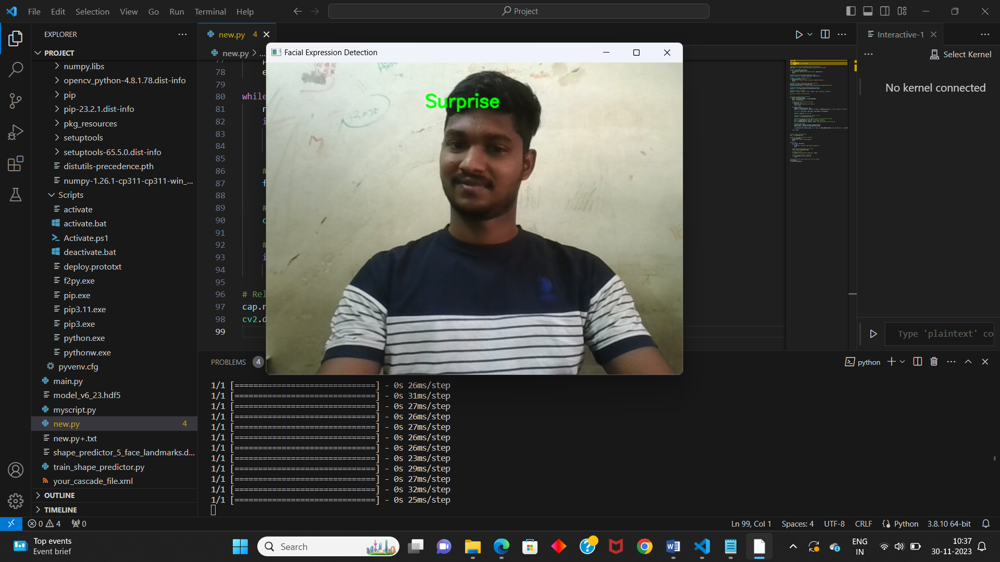 File Edit Selection View Go Run Terminal Help
Project
EXPLORER
PROJECT
numpy.libs
opencv_python-4.8.1.78.dist-info
pip
pip-23.2.1.dist-info
pkg_resources
setuptools
setuptools-65.5.0.dist-info
distutils-precedence.pth
numpy-1.26.1-cp311-cp311-win_...
Scripts
activate
activate.bat
Activate.ps1
deactivate.bat
deploy.prototxt
f2py.exe
pip.exe
pip3.11.exe
pip3.exe
python.exe
pythonw.exe
pyvenv.cfg
main.py
model_v6_23.hdf5
myscript.py
new.py 4
new.py+.txt
shape_predictor_5_face_landmarks.d...
train_shape_predictor.py
your_cascade_file.xml
OUTLINE
TIMELINE
new.py 4
new.py > ...
Facial Expression Detection
Surprise
78 e
79
80 while
81
82 i
83
84
85
86 #
87 f
88
89 #
90 c
91
92 #
93 i
94
95
96 # Rel
97 cap.r
98 cv2.d
99
Interactive-1
Select Kernel
No kernel connected
Type 'plaintext' co
PROBLEMS 4
python
1/1 [==============================] - 0s 26ms/step
1/1 [==============================] - 0s 31ms/step
1/1 [==============================] - 0s 27ms/step
1/1 [==============================] - 0s 26ms/step
1/1 [==============================] - 0s 27ms/step
1/1 [==============================] - 0s 26ms/step
1/1 [==============================] - 0s 26ms/step
1/1 [==============================] - 0s 23ms/step
1/1 [==============================] - 0s 29ms/step
1/1 [==============================] - 0s 27ms/step
1/1 [==============================] - 0s 32ms/step
1/1 [==============================] - 0s 25ms/step
0 4 0
Ln 99, Col 1 Spaces: 4 UTF-8 CRLF Python 3.8.10 64-bit
Top events
Event brief
Search
ENG
IN
10:37
30-11-2023